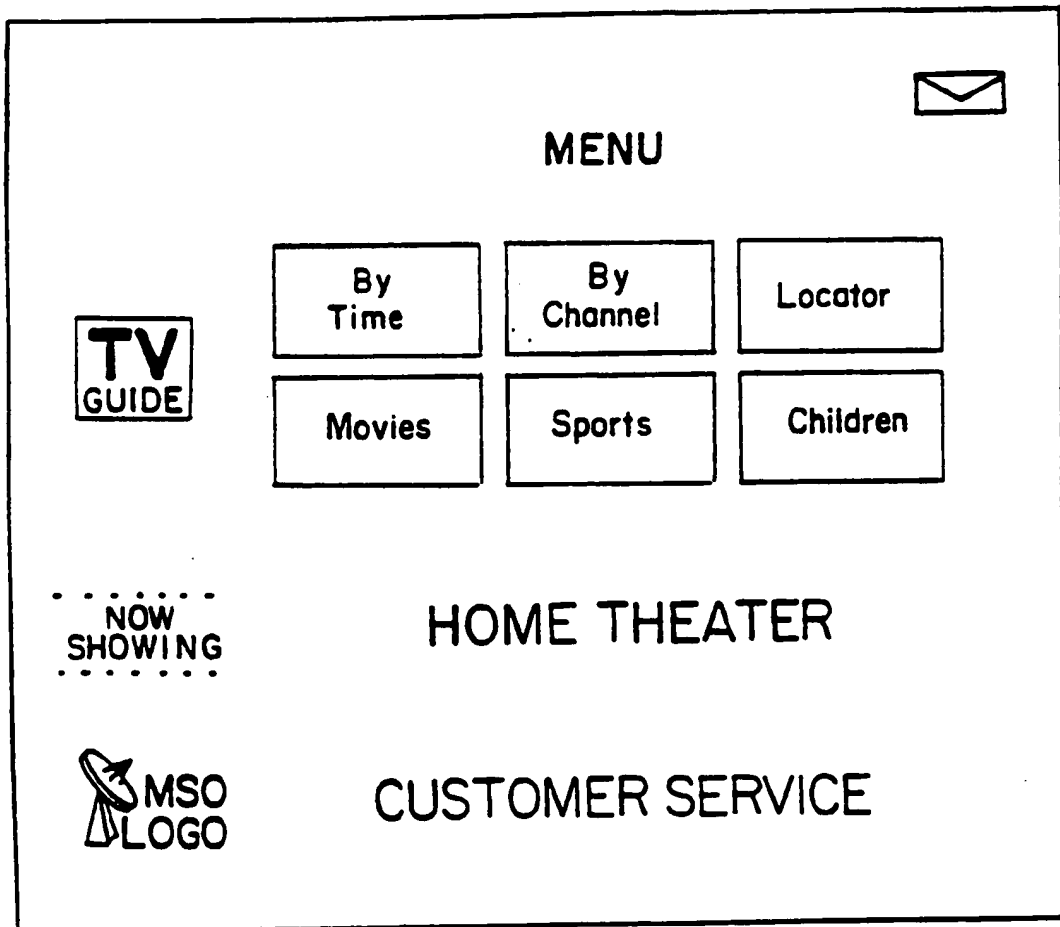 MENU
By
Time
By
Channel
Locator
TV
GUIDE
Movies
Sports
Children
NOW
SHOWING
HOME THEATER
MSO
LOGO
CUSTOMER SERVICE